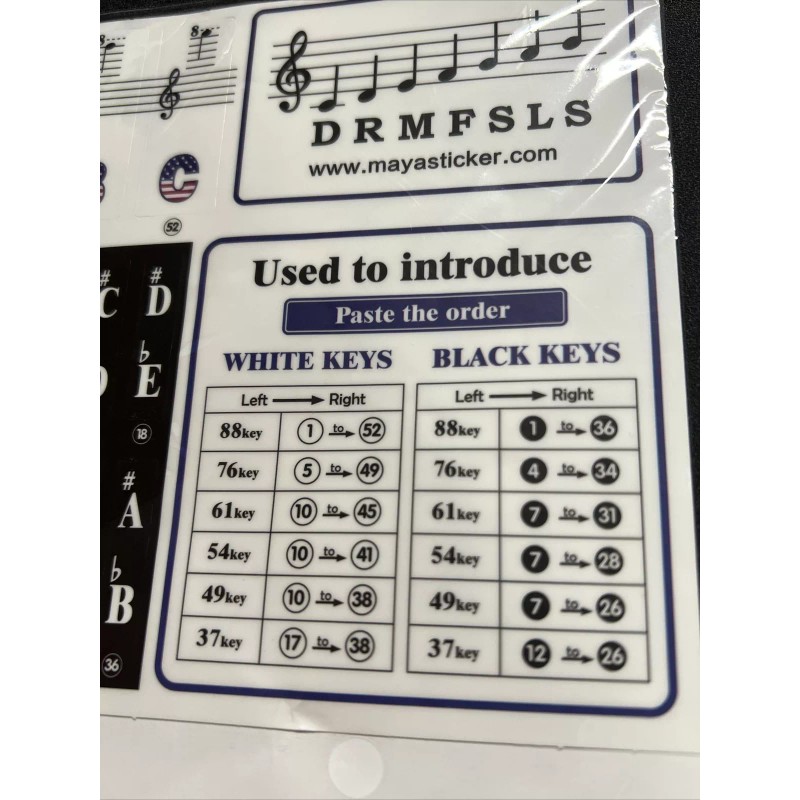 8
8
D R M F S L S
www.mayasticker.com
C
52
Used to introduce
Paste the order
WHITE KEYS
Left Right
88key 1 to 52
76key 5 to 49
61key 10 to 45
54key 10 to 41
49key 10 to 38
37key 17 to 38
BLACK KEYS
Left Right
88key 1 to 36
76key 4 to 34
61key 7 to 31
54key 7 to 28
49key 7 to 26
37key 12 to 26
#C #D
♭E
18
#A
♭B
36